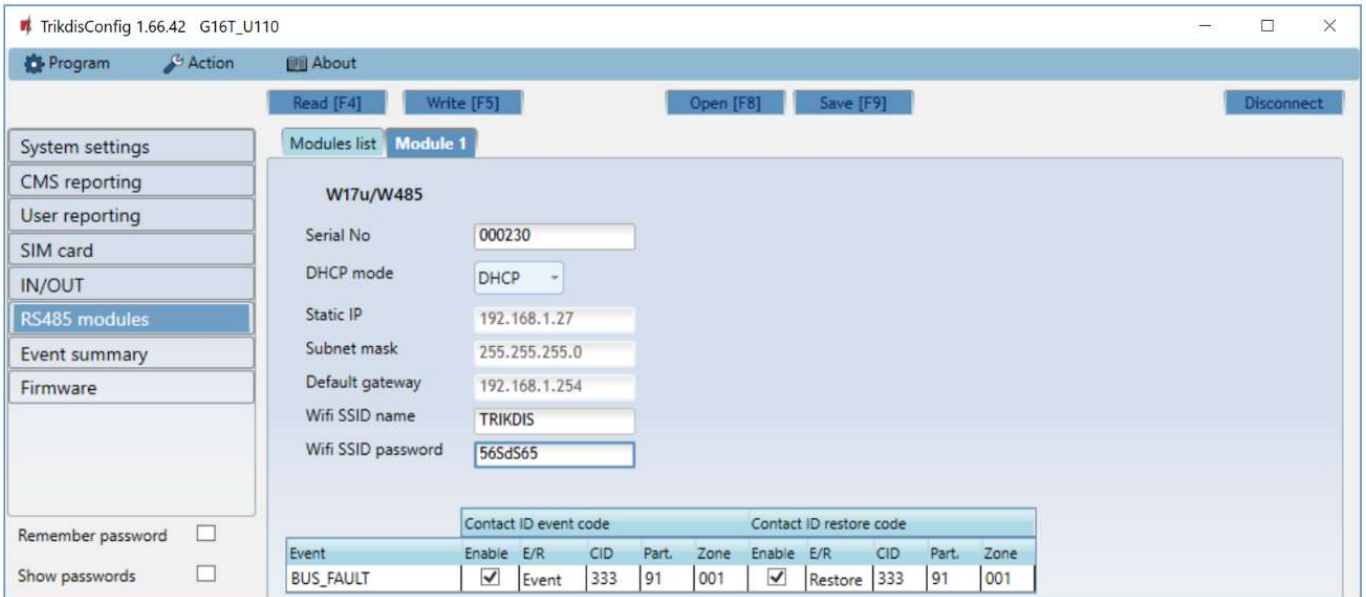 TrikdisConfig 1.66.42 G16T_U110
Program Action About
Read [F4] Write [F5] Open [F8] Save [F9] Disconnect
System settings
CMS reporting
User reporting
SIM card
IN/OUT
RS485 modules
Event summary
Firmware
Remember password
Show passwords
Modules list Module 1
W17u/W485
Serial No 000230
DHCP mode DHCP
Static IP 192.168.1.27
Subnet mask 255.255.255.0
Default gateway 192.168.1.254
Wifi SSID name TRIKDIS
Wifi SSID password 56SdS65
Contact ID event code Contact ID restore code
Event Enable E/R CID Part. Zone Enable E/R CID Part. Zone
BUS_FAULT Event 333 91 001 Restore 333 91 001